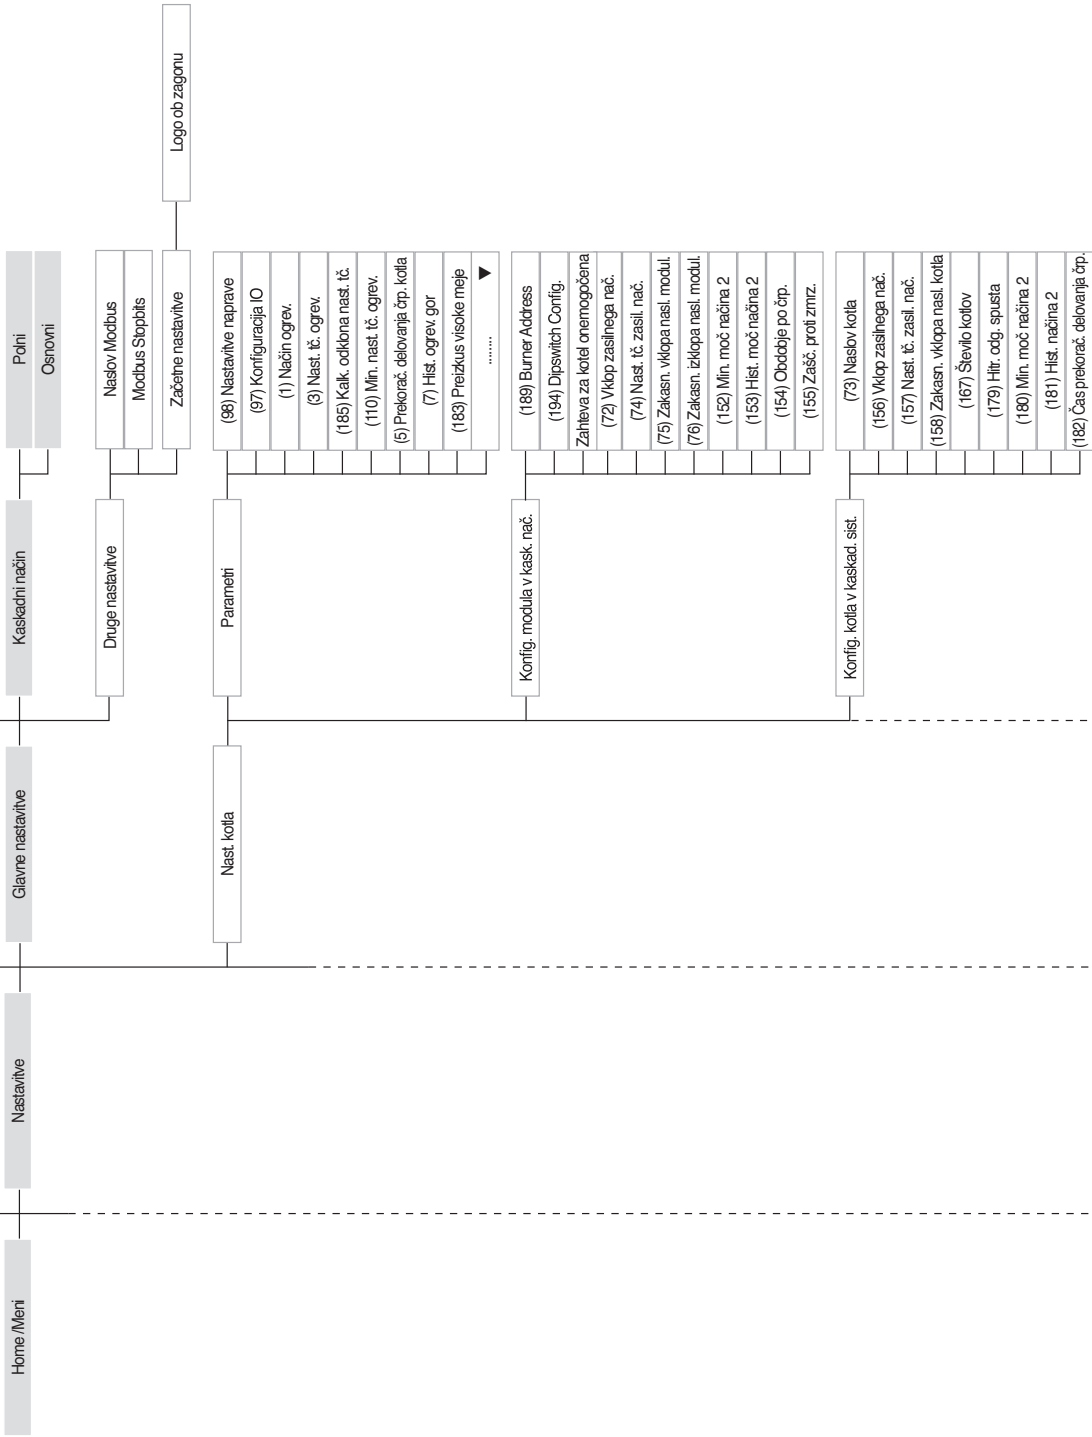 Home /Meni
Nastavitve
Glavne nastavitve
Kaskadni način
Polni
Osnovni
Druge nastavitve
Naslov Modbus
Modbus Stopbits
Začetne nastavitve
Logo ob zagonu
Nast. kotla
Parametri
(98) Nastavitve naprave
(97) Konfiguracija IO
(1) Način ogrev.
(3) Nast. tč. ogrev.
(185) Kalk. odklona nast. tč.
(110) Min. nast. tč. ogrev.
(5) Prekorač. delovanja črp. kotla
(7) Hist. ogrev. gor
(183) Preizkus visoke meje
........ ▼
Konfig. modula v kask. nač.
(189) Burner Address
(194) Dipswitch Config.
Zahteva za kotel onemogočena
(72) Vklop zasilnega nač.
(74) Nast. tč. zasil. nač.
(75) Zakasn. vklopa nasl. modul.
(76) Zakasn. izklopa nasl. modul.
(152) Min. moč načina 2
(153) Hist. moč načina 2
(154) Obdobje po črp.
(155) Zašč. proti zmrz.
Konfig. kotla v kaskad. sist.
(73) Naslov kotla
(156) Vklop zasilnega nač.
(157) Nast. tč. zasil. nač.
(158) Zakasn. vklopa nasl. kotla
(167) Število kotlov
(179) Hitr. odg. spusta
(180) Min. moč načina 2
(181) Hist. načina 2
(182) Čas prekorač. delovanja črp.